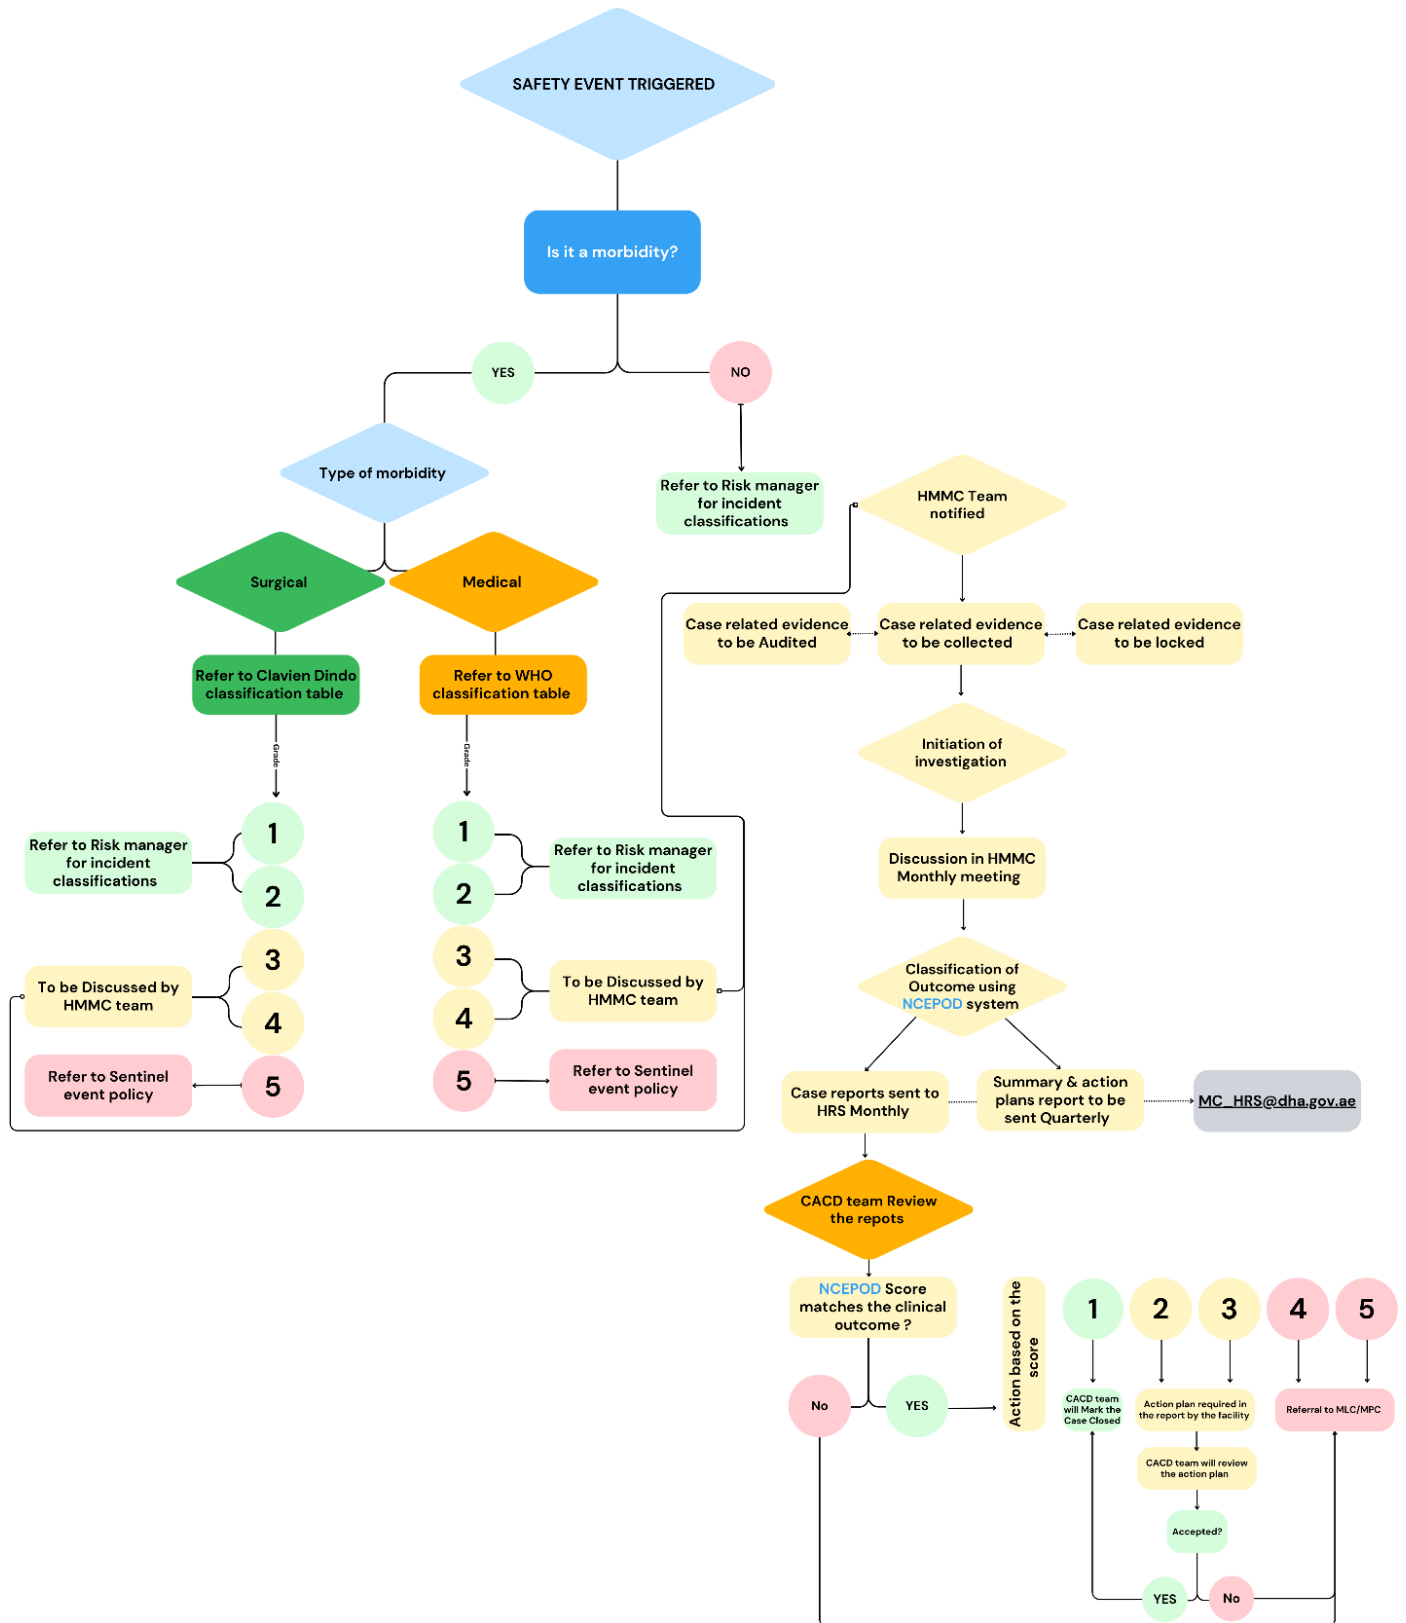 SAFETY EVENT TRIGGERED
Is it a morbidity?
YES
NO
Type of morbidity
Refer to Risk manager
for incident
classifications
HMMC Team
notified
Surgical
Medical
Case related evidence
to be Audited
Case related evidence
to be collected
Case related evidence
to be locked
Refer to Clavien Dindo
classification table
Refer to WHO
classification table
Grade
Grade
Initiation of
investigation
1
2
3
4
5
Refer to Risk manager
for incident
classifications
To be Discussed by
HMMC team
Refer to Sentinel
event policy
1
2
3
4
5
Refer to Risk manager
for incident
classifications
To be Discussed by
HMMC team
Refer to Sentinel
event policy
Discussion in HMMC
Monthly meeting
Classification of
Outcome using
NCEPOD system
Case reports sent to
HRS Monthly
Summary & action
plans report to be
sent Quarterly
MC_HRS@dha.gov.ae
CACD team Review
the repots
NCEPOD Score
matches the clinical
outcome ?
No
YES
Action based on the
score
1
2
3
4
5
CACD team
will Mark the
Case Closed
Action plan required in
the report by the facility
Referral to MLC/MPC
CACD team will review
the action plan
Accepted?
YES
No